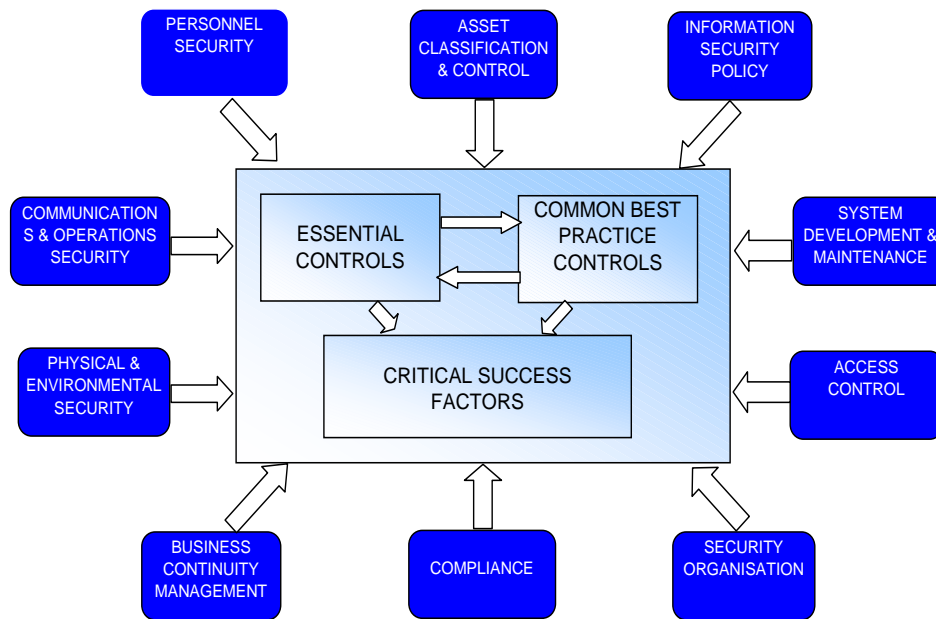 PERSONNEL
SECURITY
ASSET
CLASSIFICATION
& CONTROL
INFORMATION
SECURITY
POLICY
COMMUNICATION
S & OPERATIONS
SECURITY
ESSENTIAL
CONTROLS
COMMON BEST
PRACTICE
CONTROLS
SYSTEM
DEVELOPMENT &
MAINTENANCE
PHYSICAL &
ENVIRONMENTAL
SECURITY
CRITICAL SUCCESS
FACTORS
ACCESS
CONTROL
BUSINESS
CONTINUITY
MANAGEMENT
COMPLIANCE
SECURITY
ORGANISATION